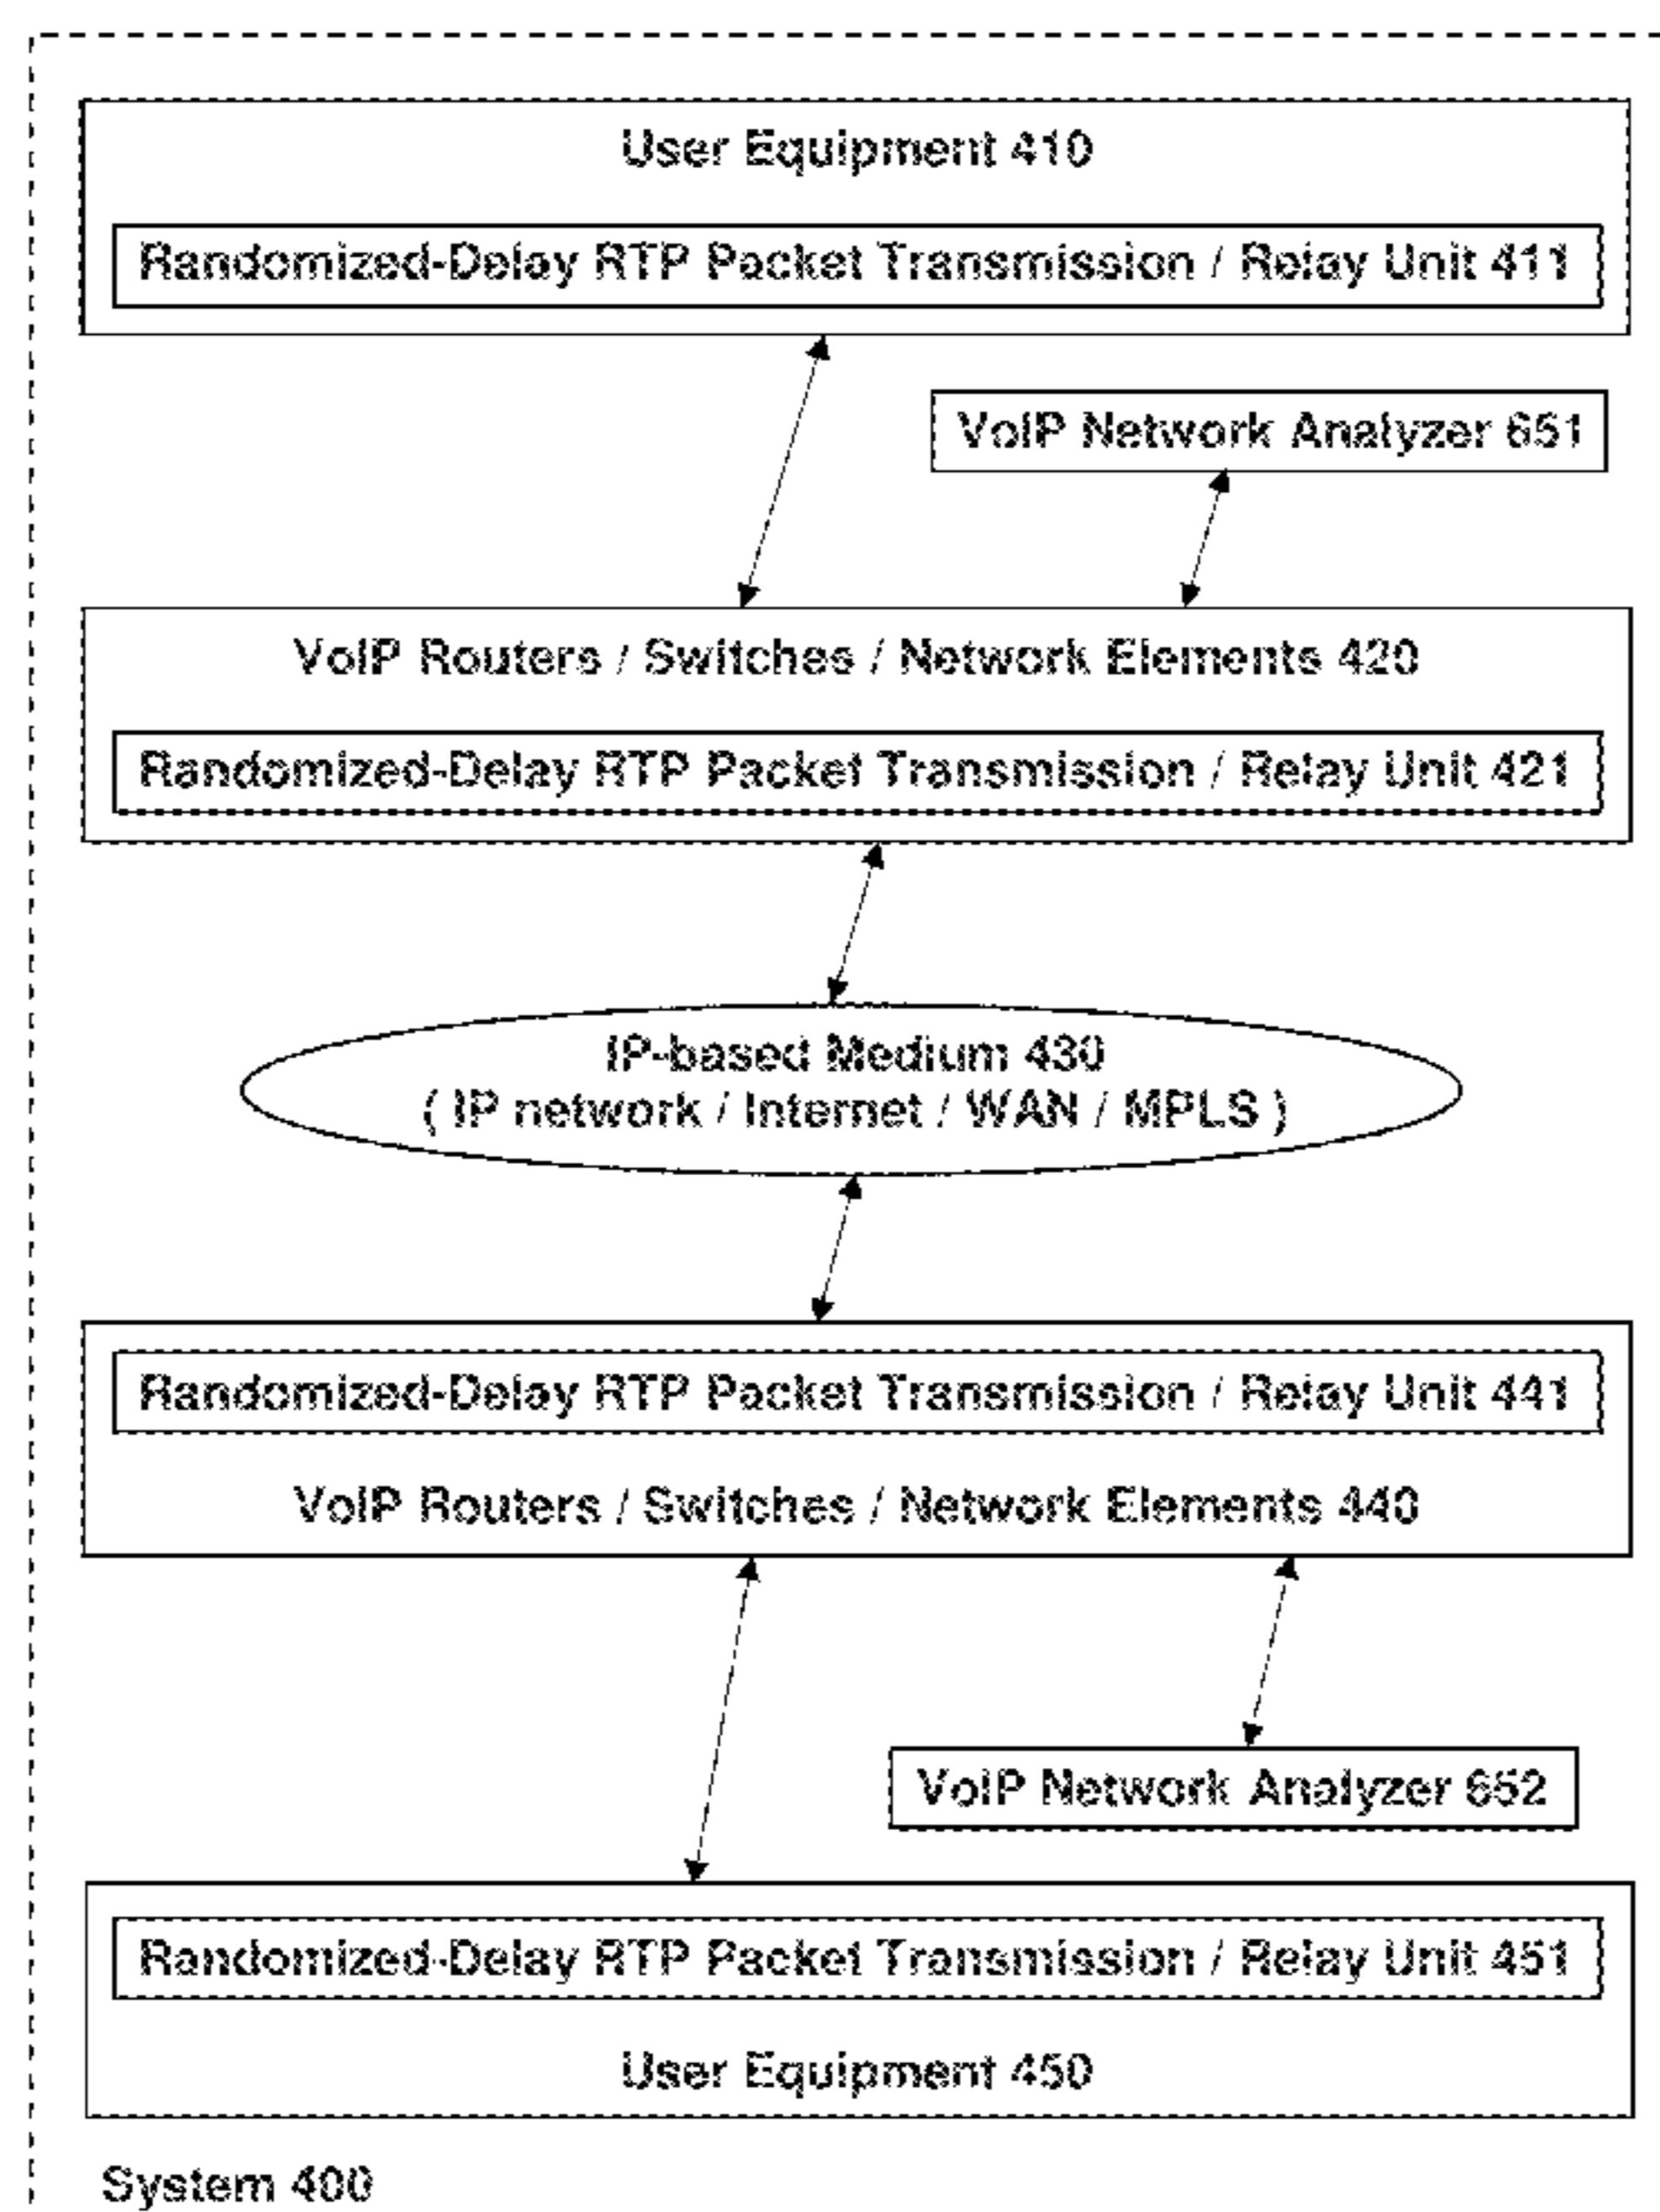 User Equipment 410
Randomized-Delay RTP Packet Transmission / Relay Unit 411
VoIP Network Analyzer 651
VoIP Routers / Switches / Network Elements 420
Randomized-Delay RTP Packet Transmission / Relay Unit 421
IP-based Medium 430
( IP network / Internet / WAN / MPLS )
Randomized-Delay RTP Packet Transmission / Relay Unit 441
VoIP Routers / Switches / Network Elements 440
VoIP Network Analyzer 652
Randomized-Delay RTP Packet Transmission / Relay Unit 451
User Equipment 450
System 400